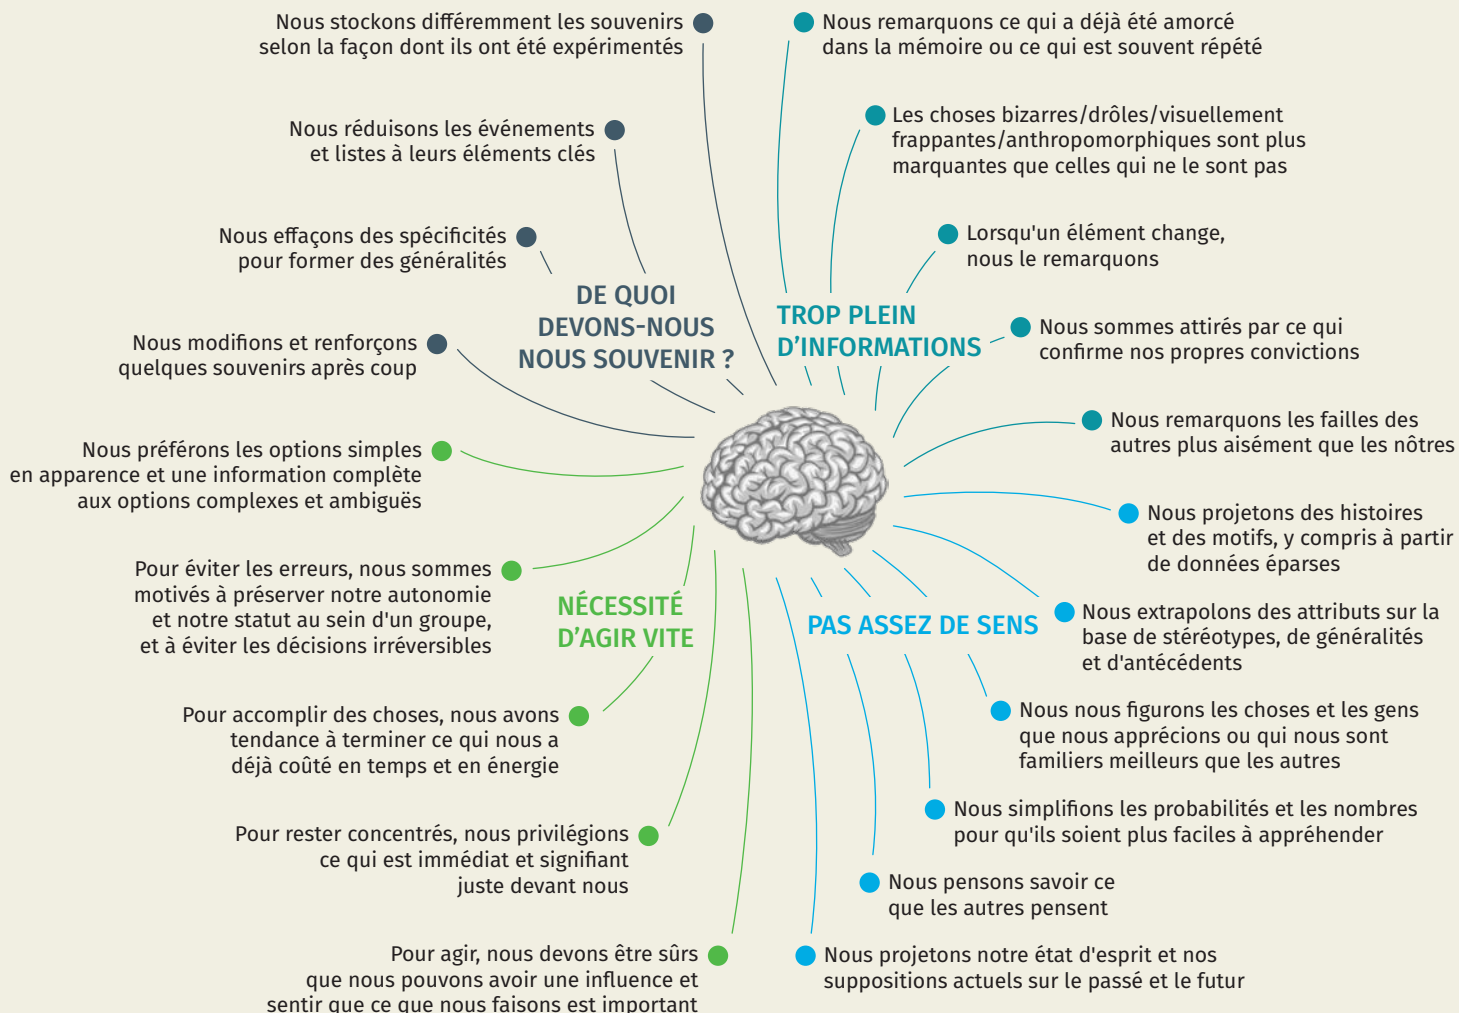 Nous stockons différemment les souvenirs
selon la façon dont ils ont été expérimentés
Nous réduisons les événements
et listes à leurs éléments clés
Nous effaçons des spécificités
pour former des généralités
Nous modifions et renforçons
quelques souvenirs après coup
DE QUOI
DEVONS-NOUS
NOUS SOUVENIR ?
Nous remarquons ce qui a déjà été amorcé
dans la mémoire ou ce qui est souvent répété
Les choses bizarres/drôles/visuellement
frappantes/anthropomorphiques sont plus
marquantes que celles qui ne le sont pas
Lorsqu'un élément change,
nous le remarquons
Nous sommes attirés par ce qui
confirme nos propres convictions
Nous remarquons les failles des
autres plus aisément que les nôtres
TROP PLEIN
D’INFORMATIONS
Nous préférons les options simples
en apparence et une information complète
aux options complexes et ambiguës
Pour éviter les erreurs, nous sommes
motivés à préserver notre autonomie
et notre statut au sein d'un groupe,
et à éviter les décisions irréversibles
Pour accomplir des choses, nous avons
tendance à terminer ce qui nous a
déjà coûté en temps et en énergie
Pour rester concentrés, nous privilégions
ce qui est immédiat et signifiant
juste devant nous
Pour agir, nous devons être sûrs
que nous pouvons avoir une influence et
sentir que ce que nous faisons est important
NÉCESSITÉ
D’AGIR VITE
Nous projetons des histoires
et des motifs, y compris à partir
de données éparses
Nous extrapolons des attributs sur la
base de stéréotypes, de généralités
et d'antécédents
Nous nous figurons les choses et les gens
que nous apprécions ou qui nous sont
familiers meilleurs que les autres
Nous simplifions les probabilités et les nombres
pour qu'ils soient plus faciles à appréhender
Nous pensons savoir ce
que les autres pensent
Nous projetons notre état d'esprit et nos
suppositions actuels sur le passé et le futur
PAS ASSEZ DE SENS